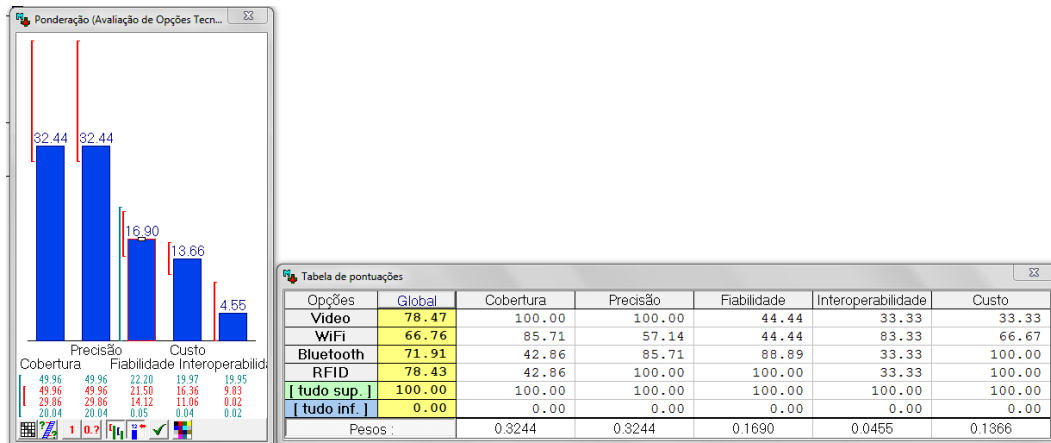 Ponderação (Avaliação de Opções Tecn...
32.44 32.44
16.90
13.66
4.55
Precisão Custo
Cobertura Fiabilidade Interoperabilida
49.96 49.96 22.20 19.97 19.95
49.96 49.96 21.50 16.36 9.83
29.86 29.86 14.12 11.06 0.02
20.04 20.04 0.05 0.04 0.02
1 0.?
Tabela de pontuações
Opções Global Cobertura Precisão Fiabilidade Interoperabilidade Custo
Video 78.47 100.00 100.00 44.44 33.33 33.33
WiFi 66.76 85.71 57.14 44.44 83.33 66.67
Bluetooth 71.91 42.86 85.71 88.89 33.33 100.00
RFID 78.43 42.86 100.00 100.00 33.33 100.00
[ tudo sup. ] 100.00 100.00 100.00 100.00 100.00 100.00
[ tudo inf. ] 0.00 0.00 0.00 0.00 0.00 0.00
Pesos : 0.3244 0.3244 0.1690 0.0455 0.1366